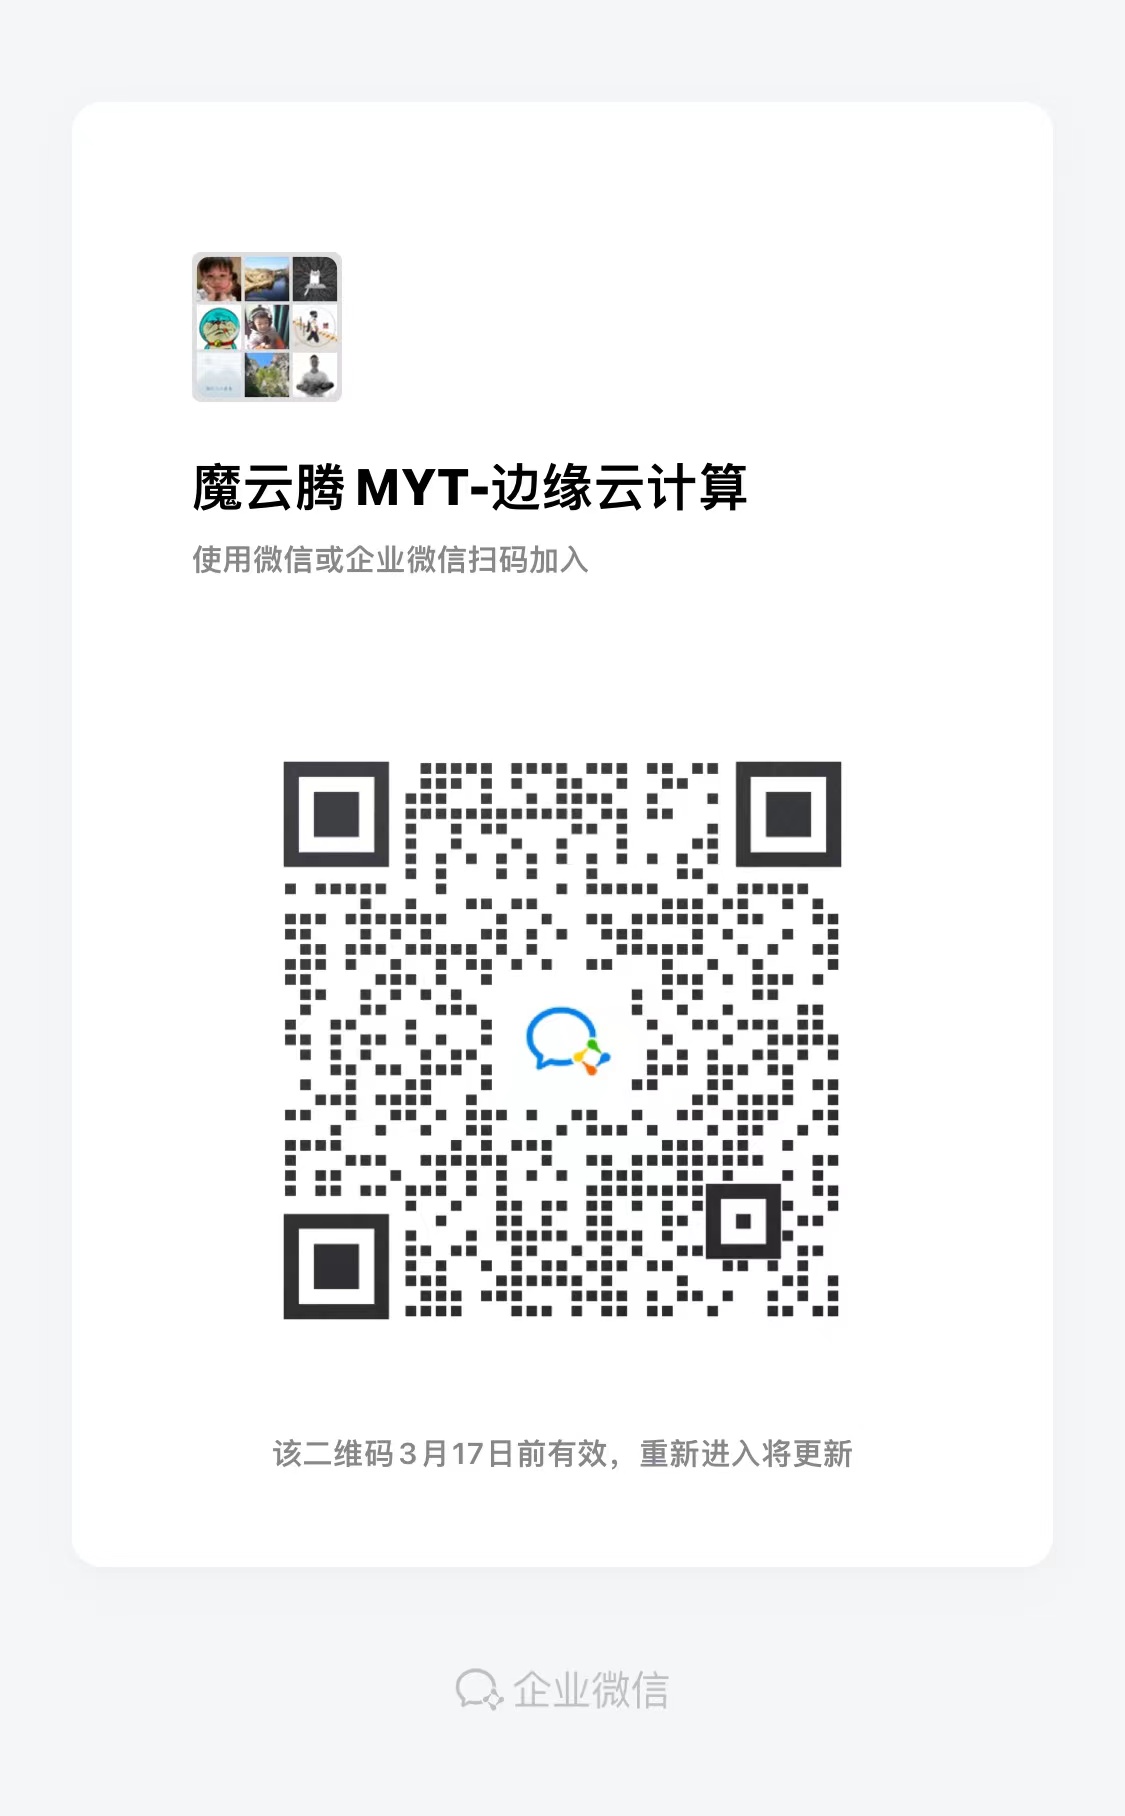 魔云腾 MYT-边缘云计算
使用微信或企业微信扫码加入
该二维码3月17日前有效，重新进入将更新
企业微信